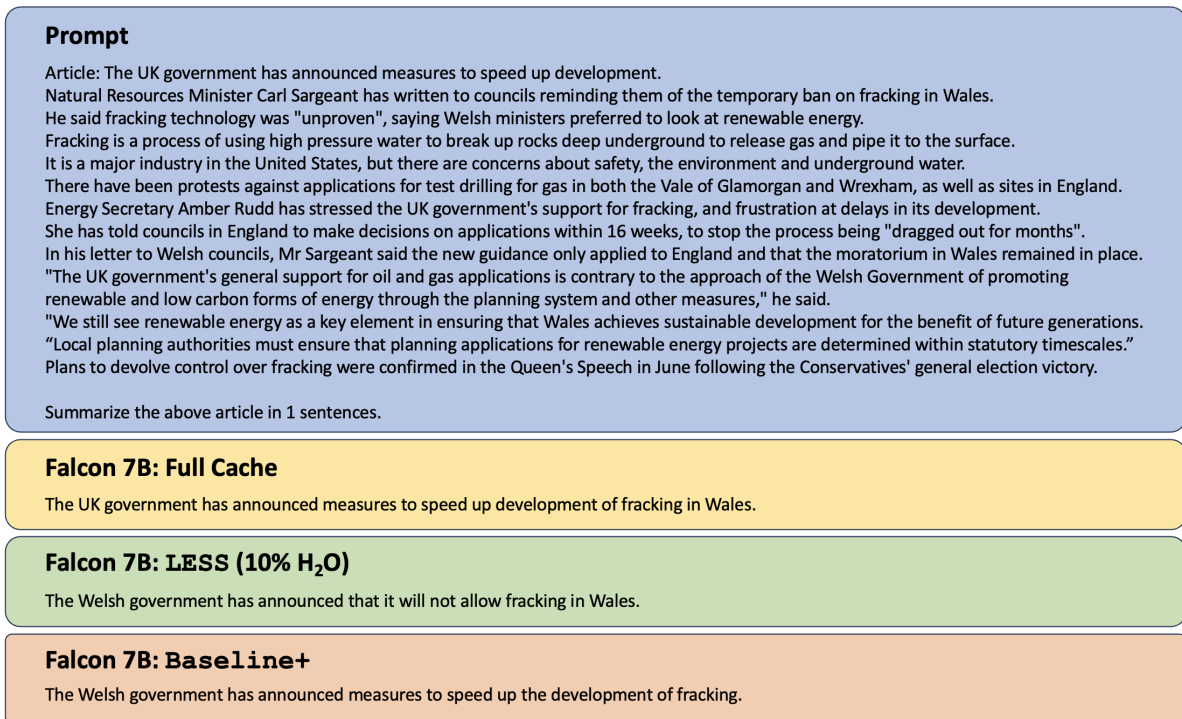 Prompt
Article: The UK government has announced measures to speed up development.
Natural Resources Minister Carl Sargeant has written to councils reminding them of the temporary ban on fracking in Wales.
He said fracking technology was "unproven", saying Welsh ministers preferred to look at renewable energy.
Fracking is a process of using high pressure water to break up rocks deep underground to release gas and pipe it to the surface.
It is a major industry in the United States, but there are concerns about safety, the environment and underground water.
There have been protests against applications for test drilling for gas in both the Vale of Glamorgan and Wrexham, as well as sites in England.
Energy Secretary Amber Rudd has stressed the UK government's support for fracking, and frustration at delays in its development.
She has told councils in England to make decisions on applications within 16 weeks, to stop the process being "dragged out for months".
In his letter to Welsh councils, Mr Sargeant said the new guidance only applied to England and that the moratorium in Wales remained in place.
"The UK government's general support for oil and gas applications is contrary to the approach of the Welsh Government of promoting
renewable and low carbon forms of energy through the planning system and other measures," he said.
"We still see renewable energy as a key element in ensuring that Wales achieves sustainable development for the benefit of future generations.
“Local planning authorities must ensure that planning applications for renewable energy projects are determined within statutory timescales.”
Plans to devolve control over fracking were confirmed in the Queen's Speech in June following the Conservatives' general election victory.
Summarize the above article in 1 sentences.
Falcon 7B: Full Cache
The UK government has announced measures to speed up development of fracking in Wales.
Falcon 7B: LESS (10% H₂O)
The Welsh government has announced that it will not allow fracking in Wales.
Falcon 7B: Baseline+
The Welsh government has announced measures to speed up the development of fracking.